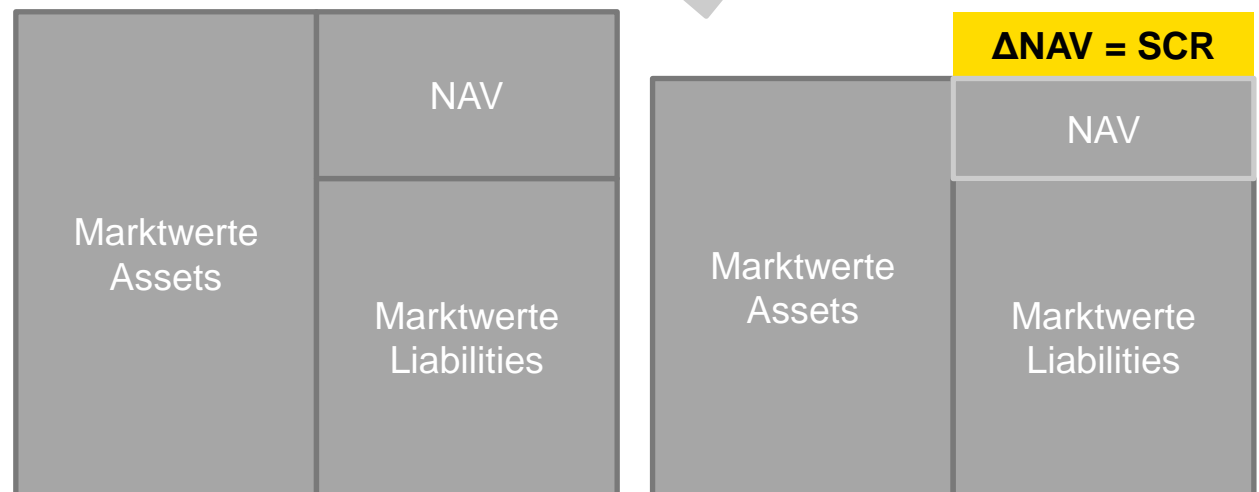 NAV
Marktwerte
Assets
Marktwerte
Liabilities
ΔNAV = SCR
NAV
Marktwerte
Assets
Marktwerte
Liabilities